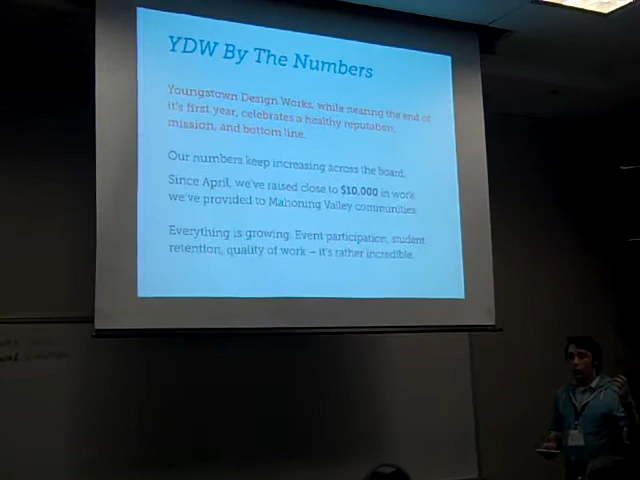 YDW By The Numbers
Youngstown Design Works, while nearing the end of
it's first year, celebrates a healthy reputation,
mission, and bottom line.
Our numbers keep increasing across the board.
Since April, we've raised close to $10,000 in work
we've provided to Mahoning Valley communities.
Everything is growing. Event participation, student
retention, quality of work – it's rather incredible.